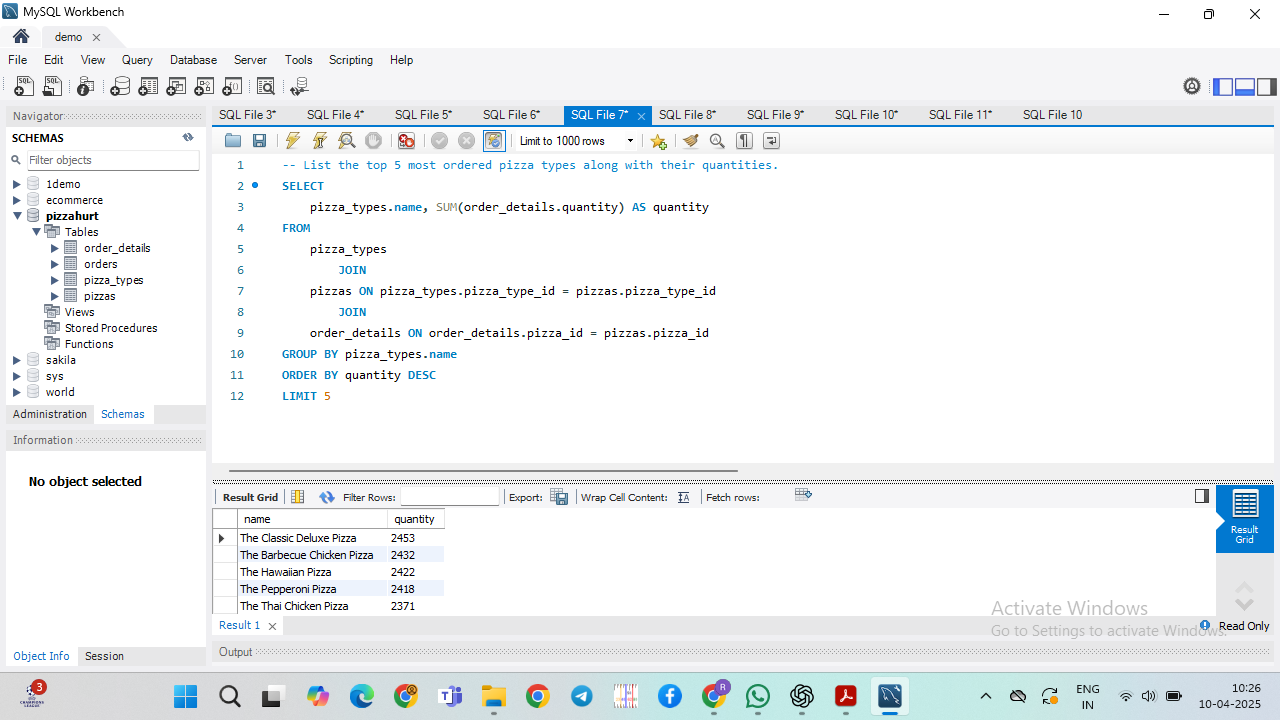 MySQL Workbench
demo
File Edit View Query Database Server Tools Scripting Help
Navigator
SCHEMAS
Filter objects
1demo
ecommerce
pizzahurt
Tables
order_details
orders
pizza_types
pizzas
Views
Stored Procedures
Functions
sakila
sys
world
Administration Schemas
Information
No object selected
Object Info Session
SQL File 3* SQL File 4* SQL File 5* SQL File 6* SQL File 7* SQL File 8* SQL File 9* SQL File 10* SQL File 11* SQL File 10
Limit to 1000 rows
1 -- List the top 5 most ordered pizza types along with their quantities.
2 SELECT
3 pizza_types.name, SUM(order_details.quantity) AS quantity
4 FROM
5 pizza_types
6 JOIN
7 pizzas ON pizza_types.pizza_type_id = pizzas.pizza_type_id
8 JOIN
9 order_details ON order_details.pizza_id = pizzas.pizza_id
10 GROUP BY pizza_types.name
11 ORDER BY quantity DESC
12 LIMIT 5
Result Grid Filter Rows: Export: Wrap Cell Content: Fetch rows:
name quantity
The Classic Deluxe Pizza 2453
The Barbecue Chicken Pizza 2432
The Hawaiian Pizza 2422
The Pepperoni Pizza 2418
The Thai Chicken Pizza 2371
Result
Grid
Activate Windows
Go to Settings to activate Windows.
Result 1
Read Only
Output
3
ENG
IN
10:26
10-04-2025